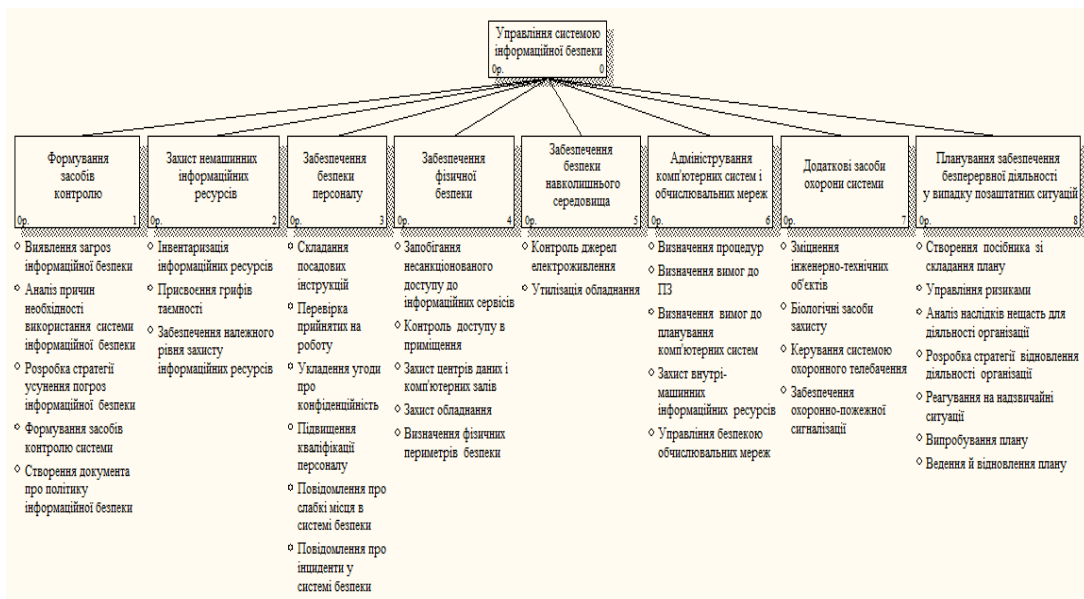 Управління системою
інформаційної безпеки
0р. 0
Формування
засобів
контролю
0р. 1
Виявлення загроз
інформаційної безпеки
Аналіз причин
необхідності
використання системи
інформаційної безпеки
Розробка стратегії
усунення погроз
інформаційної безпеки
Формування засобів
контролю системи
Створення документа
про політику
інформаційної безпеки
Захист немашинних
інформаційних
ресурсів
0р. 2
Інвентаризація
інформаційних ресурсів
Присвоєння грифів
таємності
Забезпечення належного
рівня захисту
інформаційних ресурсів
Забезпечення
безпеки
персоналу
0р. 3
Складання
посадових
інструкцій
Перевірка
прийнятих на
роботу
Укладення угоди
про
конфіденційність
Підвищення
кваліфікації
персоналу
Повідомлення про
слабкі місця в
системі безпеки
Повідомлення про
інциденти у
системі безпеки
Забезпечення
фізичної
безпеки
0р. 4
Запобігання
несанкціонованого
доступу до
інформаційних сервісів
Контроль доступу в
приміщення
Захист центрів даних і
комп'ютерних залів
Захист обладнання
Визначення фізичних
периметрів безпеки
Забезпечення
безпеки
навколишнього
середовища
0р. 5
Контроль джерел
електроживлення
Утилізація обладнання
Адміністрування
комп'ютерних систем і
обчислювальних мереж
0р. 6
Визначення процедур
Визначення вимог до
ПЗ
Визначення вимог до
планування
комп'ютерних систем
Захист внутрі-
машинних
інформаційних ресурсів
Управління безпекою
обчислювальних мереж
Додаткові засоби
охорони системи
0р. 7
Зміцнення
інженерно-технічних
об'єктів
Біологічні засоби
захисту
Керування системою
охоронного телебачення
Забезпечення
охоронно-пожежної
сигналізації
Планування забезпечення
безперервної діяльності
у випадку позаштатних ситуацій
0р. 8
Створення посібника зі
складання плану
Управління ризиками
Аналіз наслідків нещасть для
діяльності організації
Розробка стратегії відновлення
діяльності організації
Реагування на надзвичайні
ситуації
Випробування плану
Ведення й відновлення плану